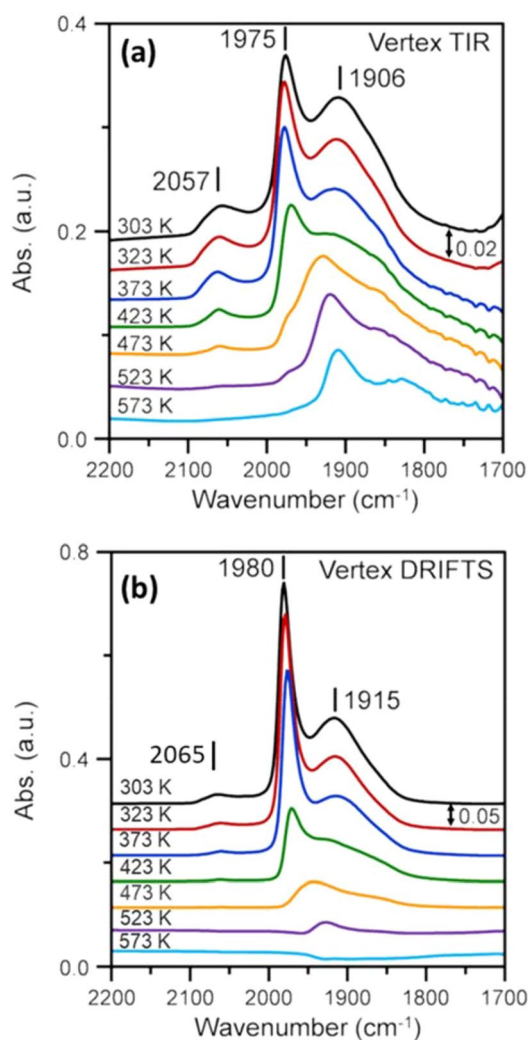 0.4
(a)
1975
Vertex TIR
1906
2057
303 K
0.2
323 K
0.02
373 K
423 K
473 K
523 K
573 K
0.0
Abs. (a.u.)
2200 2100 2000 1900 1800 1700
Wavenumber (cm⁻¹)
0.8
(b)
1980
Vertex DRIFTS
1915
2065
303 K
0.4
323 K
0.05
373 K
423 K
473 K
523 K
573 K
0.0
Abs. (a.u.)
2200 2100 2000 1900 1800 1700
Wavenumber (cm⁻¹)